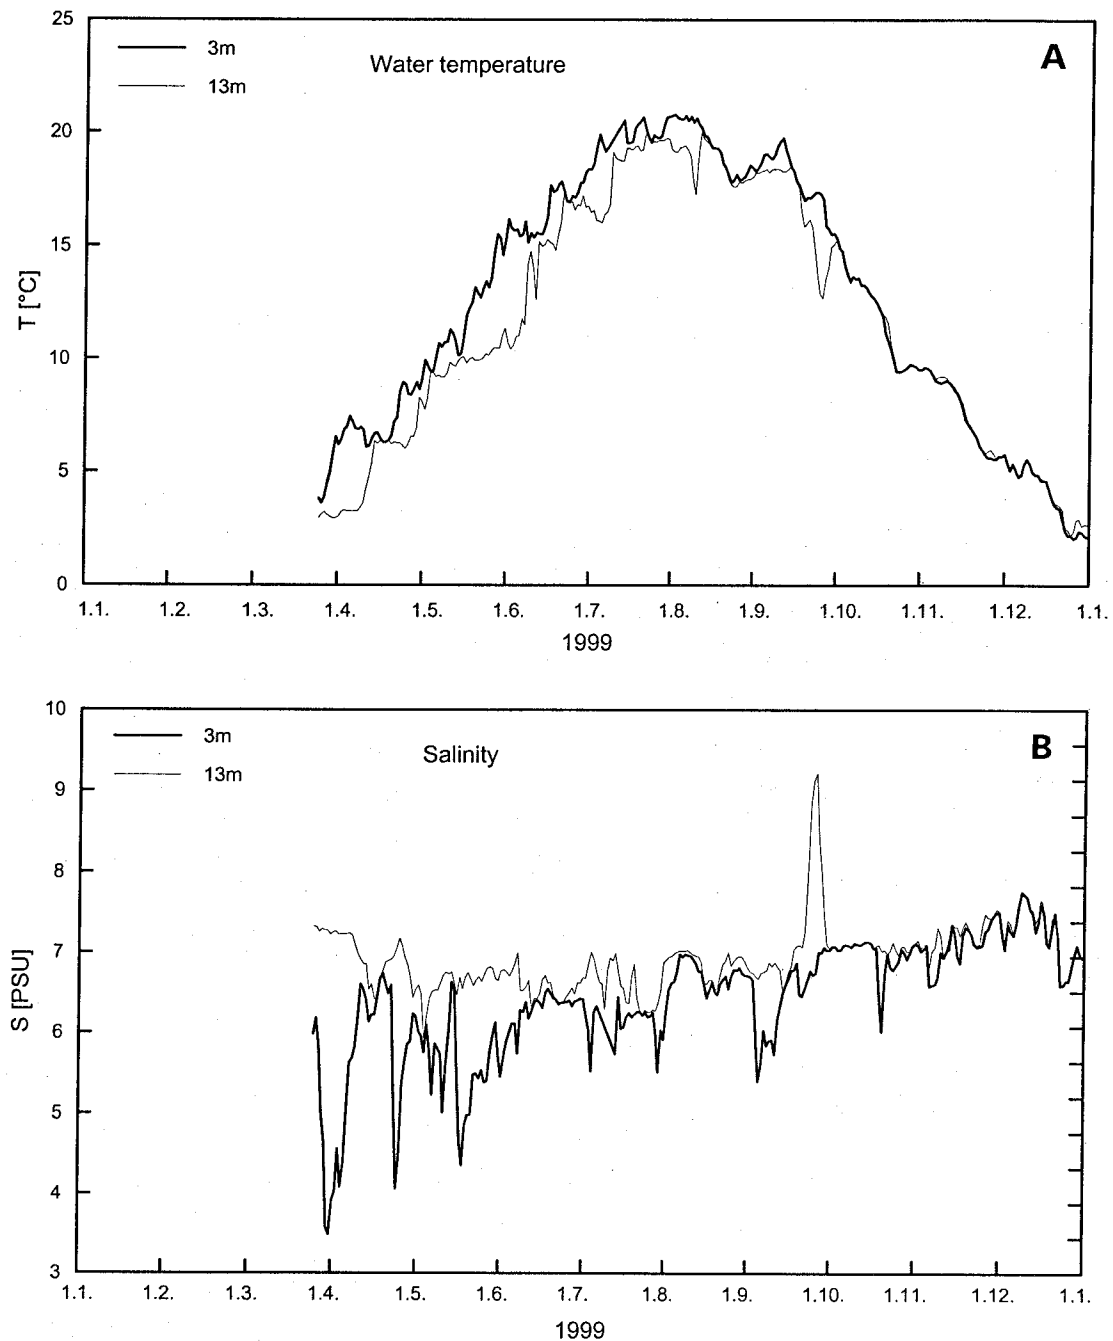 25
3m
Water temperature
A
13m
20
15
T [°C]
10
5
0
1.1. 1.2. 1.3. 1.4. 1.5. 1.6. 1.7. 1.8. 1.9. 1.10. 1.11. 1.12. 1.1.
1999
10
3m
Salinity
B
13m
9
8
7
S [PSU]
6
5
4
3
1.1. 1.2. 1.3. 1.4. 1.5. 1.6. 1.7. 1.8. 1.9. 1.10. 1.11. 1.12. 1.1.
1999